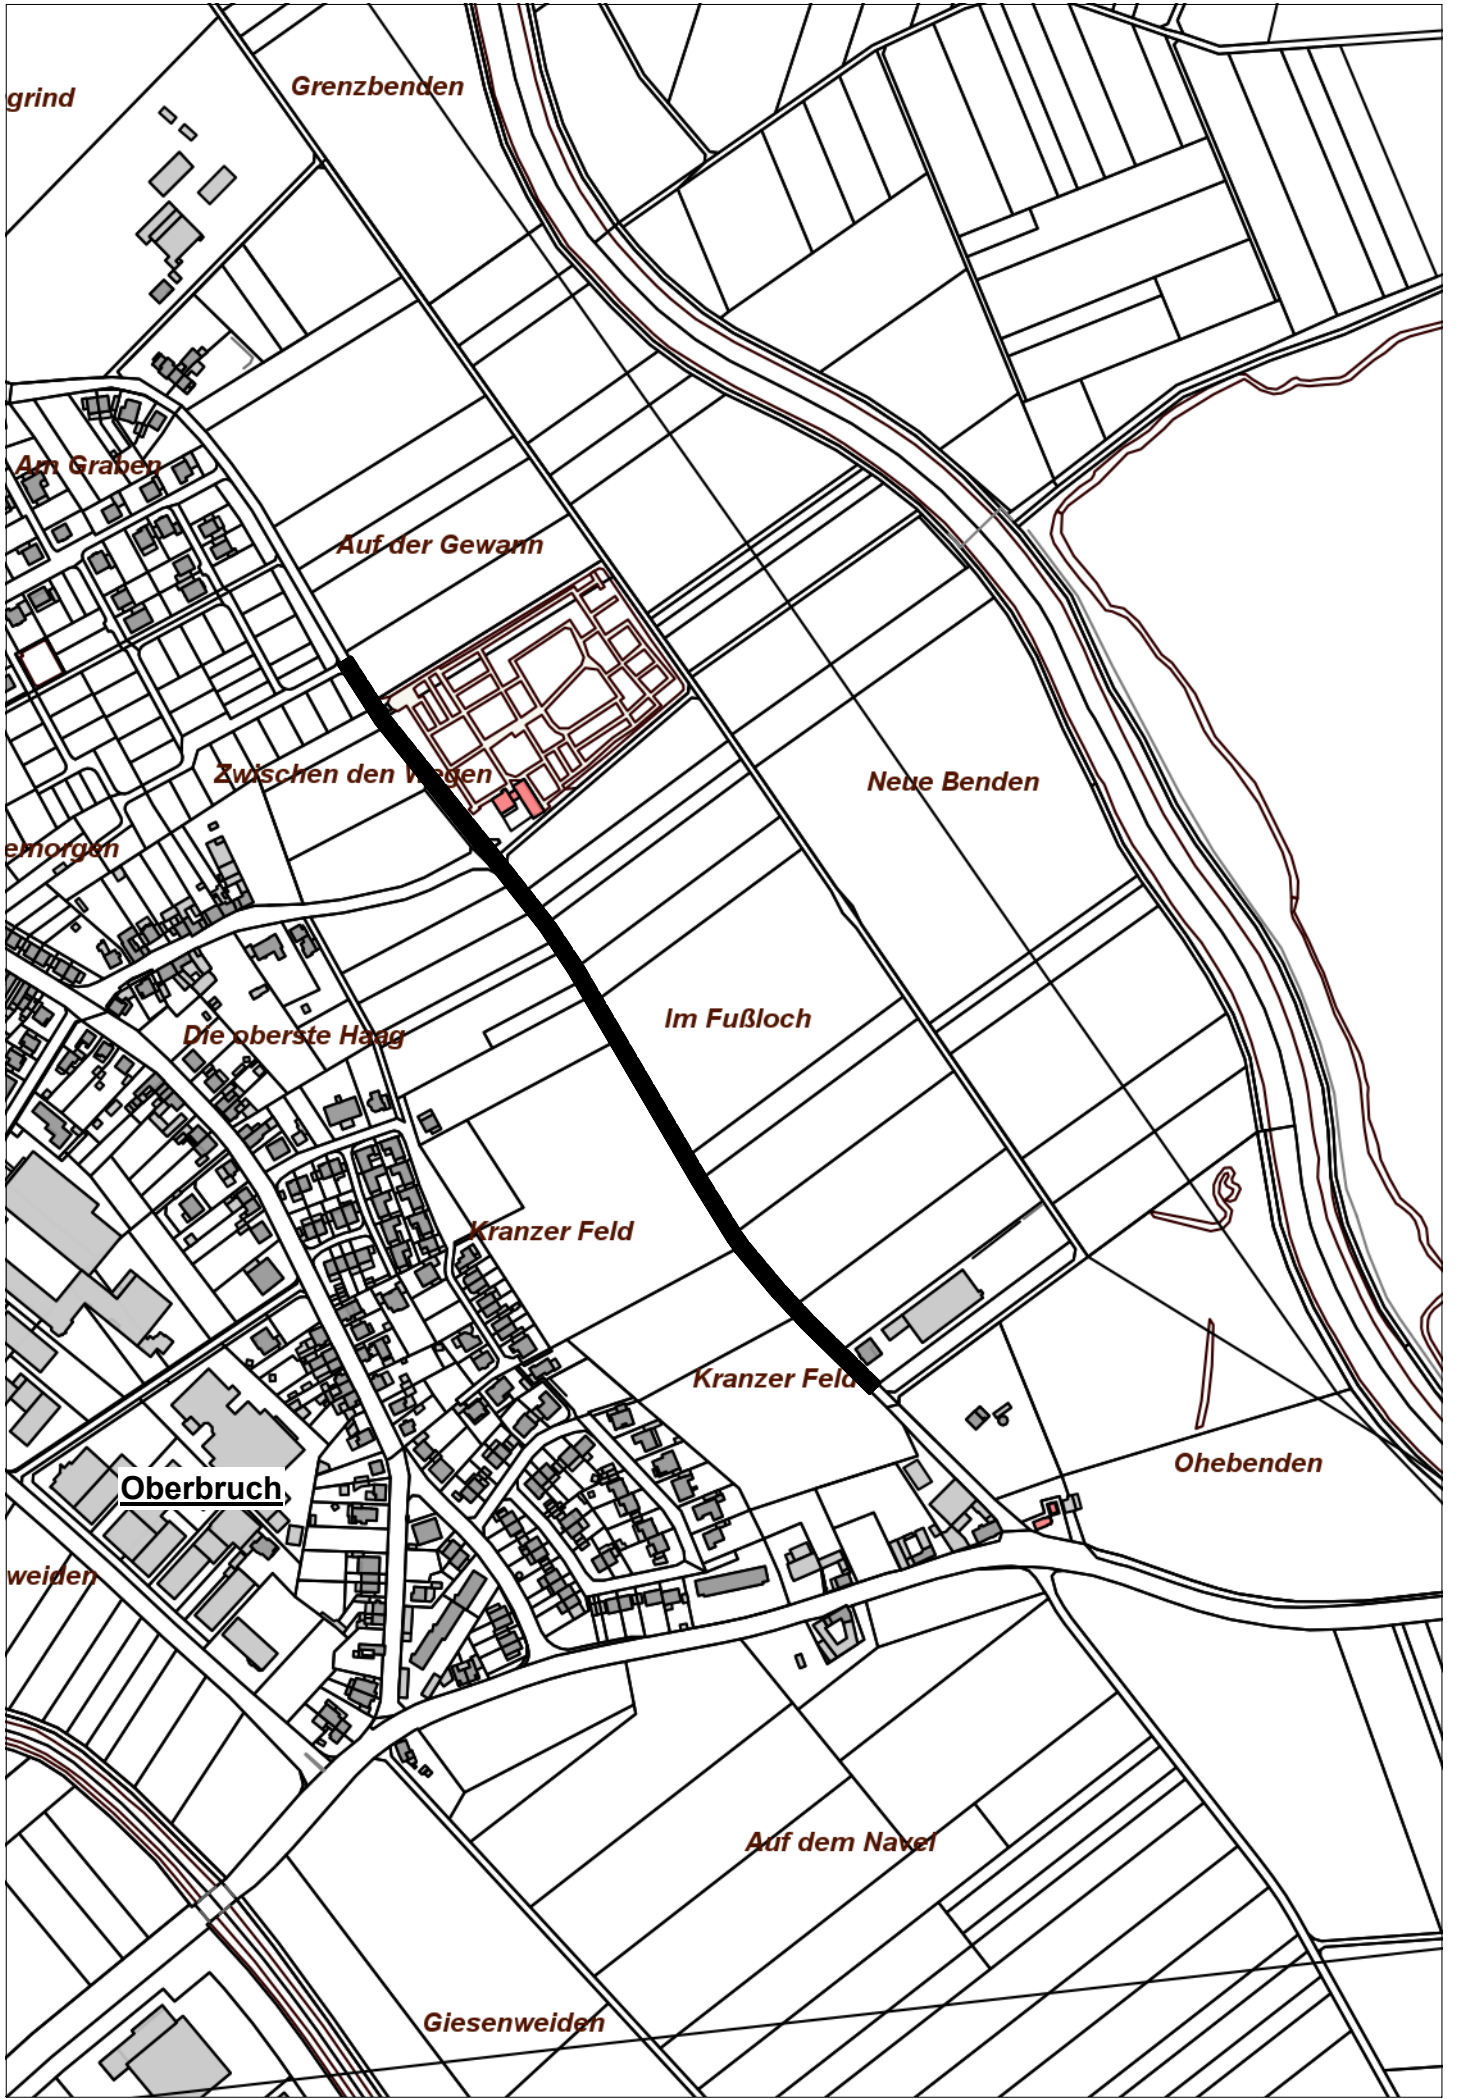 Grenzbenden
grind
Am Graben
Auf der Gewann
Zwischen den Wegen
Neue Benden
emorgen
Im Fußloch
Die oberste Haag
Kranzer Feld
Kranzer Feld
Ohebenden
Oberbruch
weiden
Auf dem Navel
Giesenweiden